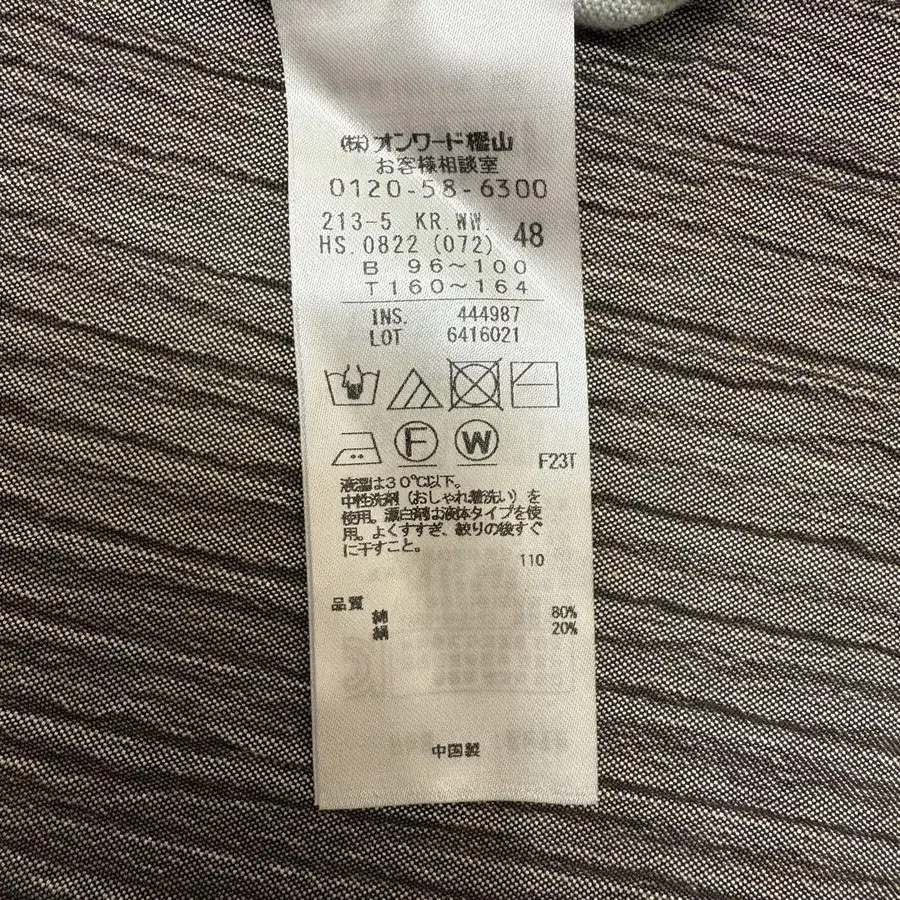 (株)オンワード樫山
お客様相談室
0120-58-6300
213-5 KR.WW.
HS.0822 (072) 48
B 96～100
T160～164
INS. 444987
LOT 6416021
F
W
F23T
液温は30℃以下。
中性洗剤（おしゃれ着洗い）を
使用。漂白剤は液体タイプを使
用。よくすすぎ、絞りの後すぐ
に干すこと。
110
品質
綿 80%
絹 20%
中国製